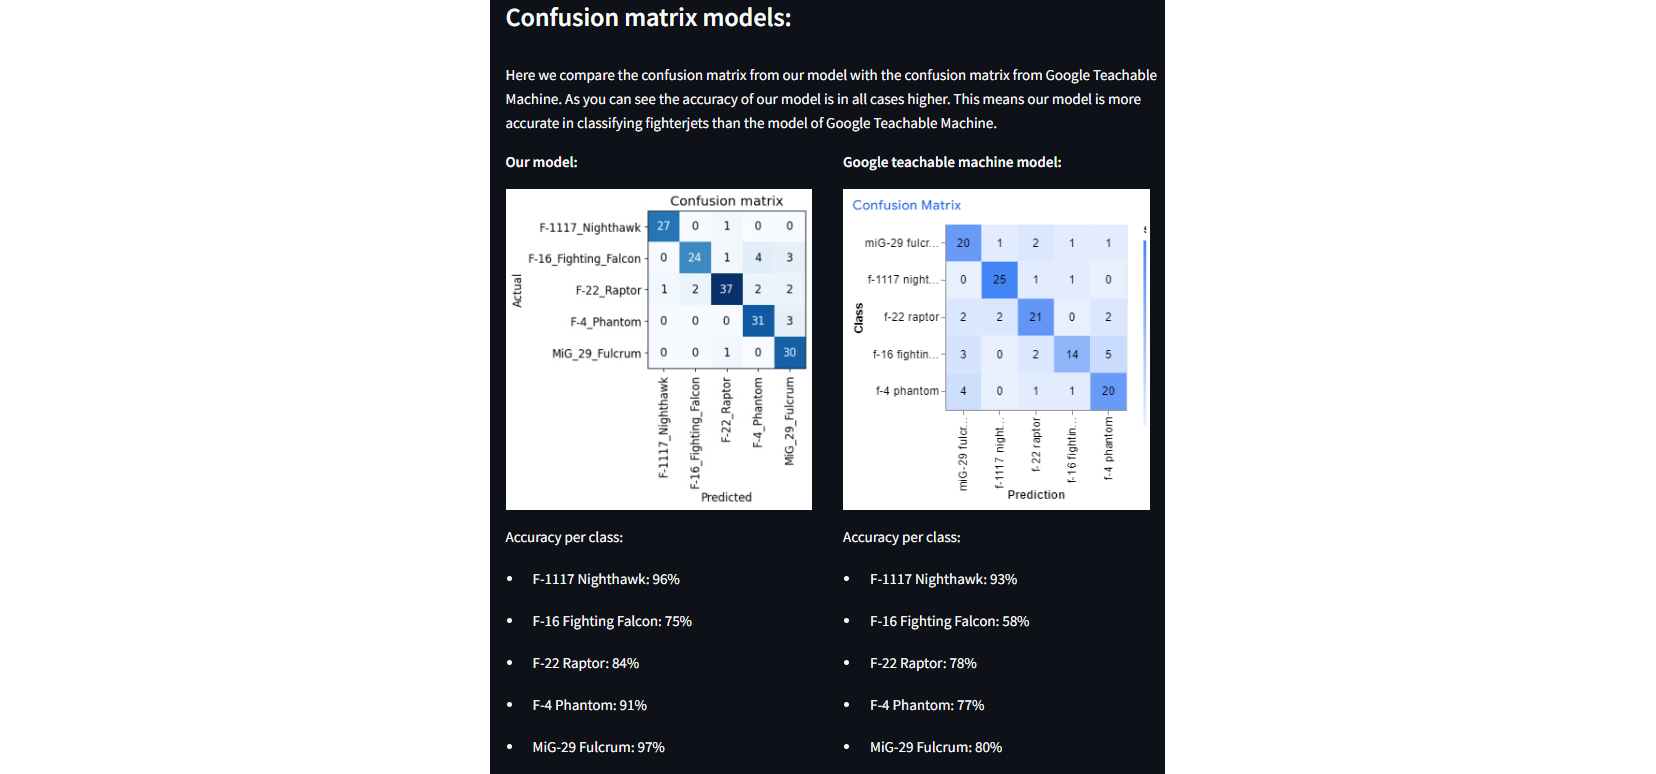 Confusion matrix models:
Here we compare the confusion matrix from our model with the confusion matrix from Google Teachable
Machine. As you can see the accuracy of our model is in all cases higher. This means our model is more
accurate in classifying fighterjets than the model of Google Teachable Machine.
Our model:
Confusion matrix
Actual
F-1117_Nighthawk 27 0 1 0 0
F-16_Fighting_Falcon 0 24 1 4 3
F-22_Raptor 1 2 37 2 2
F-4_Phantom 0 0 0 31 3
MiG_29_Fulcrum 0 0 1 0 30
F-1117_Nighthawk
F-16_Fighting_Falcon
F-22_Raptor
F-4_Phantom
MiG_29_Fulcrum
Predicted
Accuracy per class:
• F-1117 Nighthawk: 96%
• F-16 Fighting Falcon: 75%
• F-22 Raptor: 84%
• F-4 Phantom: 91%
• MiG-29 Fulcrum: 97%
Google teachable machine model:
Confusion Matrix
Class
miG-29 fulcr... 20 1 2 1 1
f-1117 night... 0 25 1 1 0
f-22 raptor 2 2 21 0 2
f-16 fightin... 3 0 2 14 5
f-4 phantom 4 0 1 1 20
miG-29 fulcr...
f-1117 night...
f-22 raptor
f-16 fightin...
f-4 phantom
Prediction
Accuracy per class:
• F-1117 Nighthawk: 93%
• F-16 Fighting Falcon: 58%
• F-22 Raptor: 78%
• F-4 Phantom: 77%
• MiG-29 Fulcrum: 80%